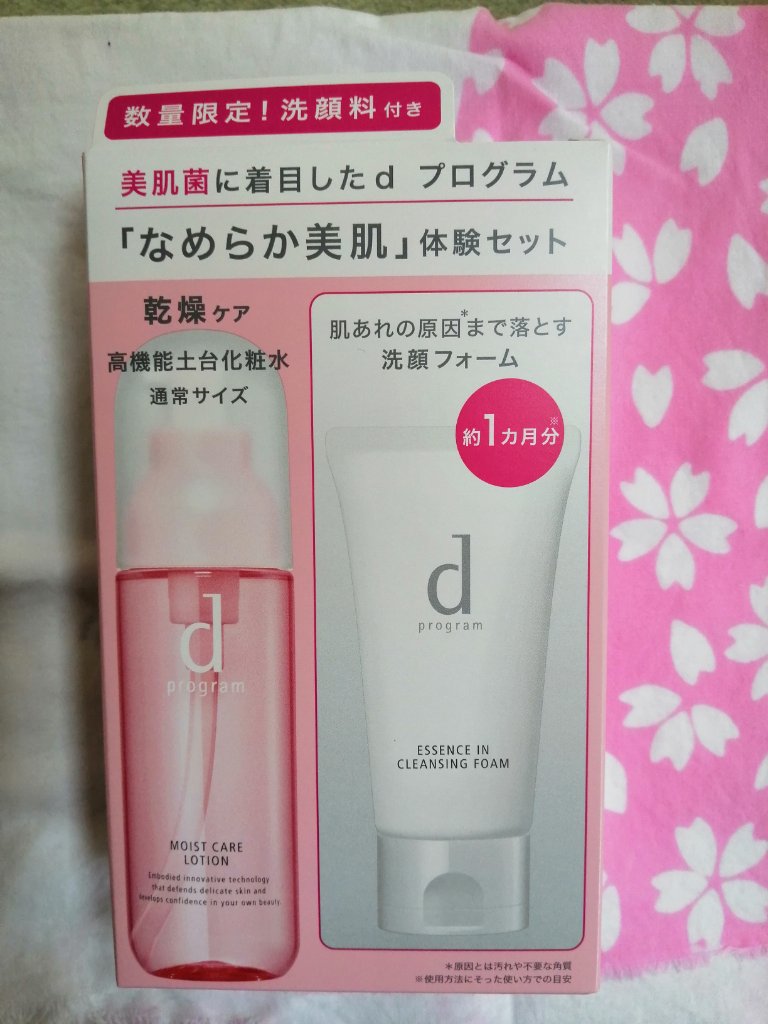 数量限定！洗顔料付き
美肌菌に着目したd プログラム
「なめらか美肌」体験セット
乾燥ケア
高機能土台化粧水
通常サイズ
d
program
MOIST CARE
LOTION
Embodied innovative technology
that defends delicate skin and
develops confidence in your own beauty.
肌あれの原因*まで落とす
洗顔フォーム
約1カ月分※
d
program
ESSENCE IN
CLEANSING FOAM
*原因とは汚れや不要な角質
※使用方法にそった使い方での目安